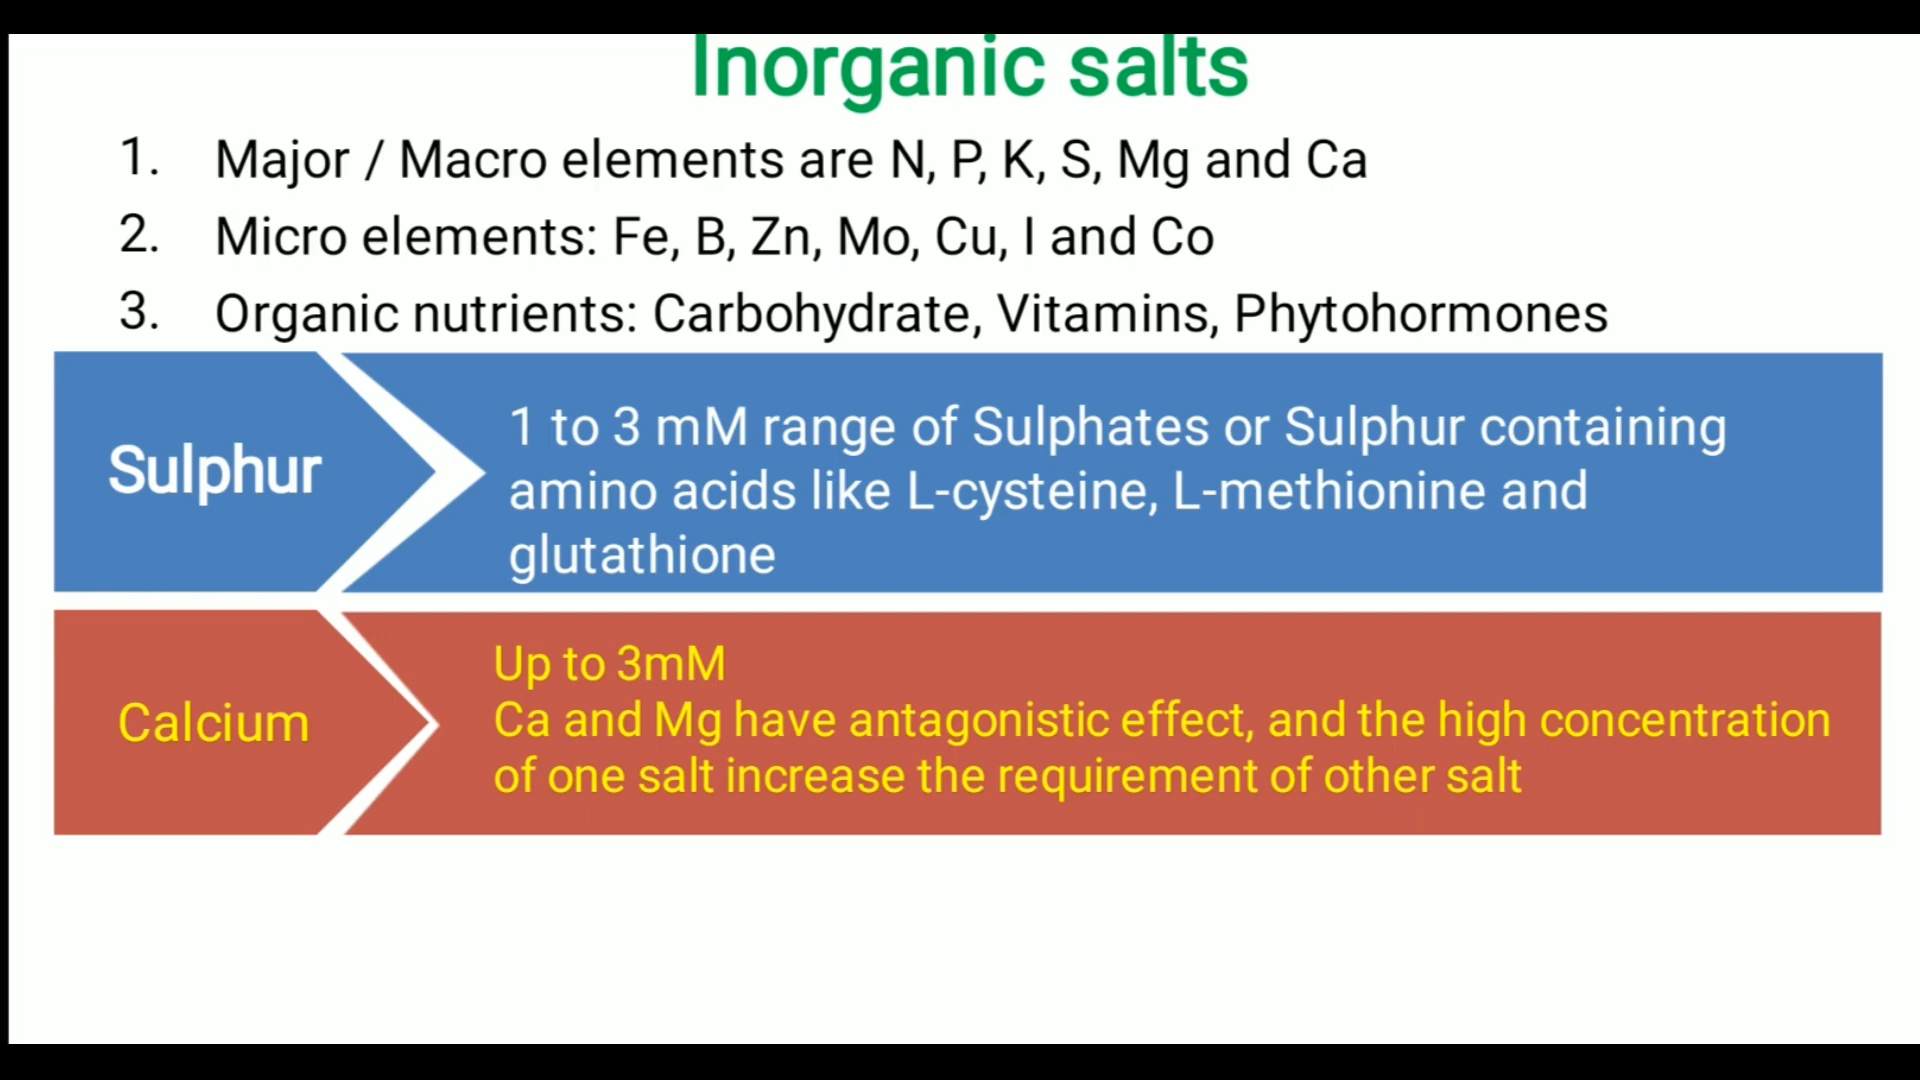 Inorganic salts
1. Major / Macro elements are N, P, K, S, Mg and Ca
2. Micro elements: Fe, B, Zn, Mo, Cu, I and Co
3. Organic nutrients: Carbohydrate, Vitamins, Phytohormones
Sulphur
1 to 3 mM range of Sulphates or Sulphur containing
amino acids like L-cysteine, L-methionine and
glutathione
Calcium
Up to 3mM
Ca and Mg have antagonistic effect, and the high concentration
of one salt increase the requirement of other salt